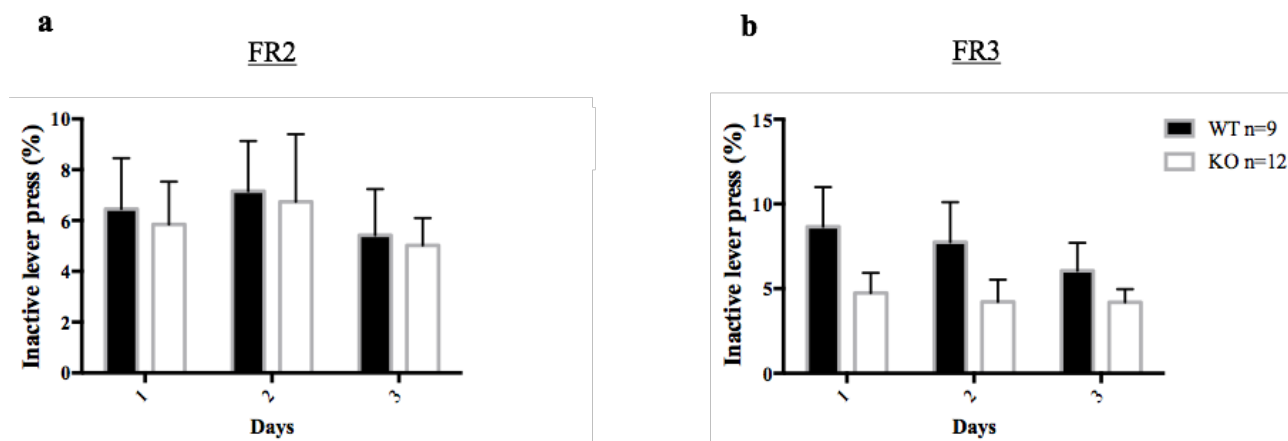 a
FR2
Inactive lever press (%)
10
8
6
4
2
0
1
2
3
Days
b
FR3
Inactive lever press (%)
15
10
5
0
1
2
3
Days
WT n=9
KO n=12